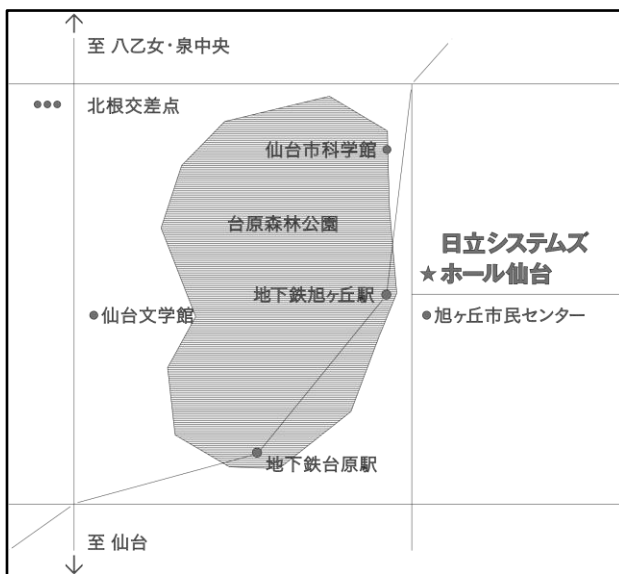 至 八乙女・泉中央
北根交差点
仙台市科学館
台原森林公園
日立システムズ
★ホール仙台
地下鉄旭ヶ丘駅
仙台文学館
旭ヶ丘市民センター
地下鉄台原駅
至 仙台